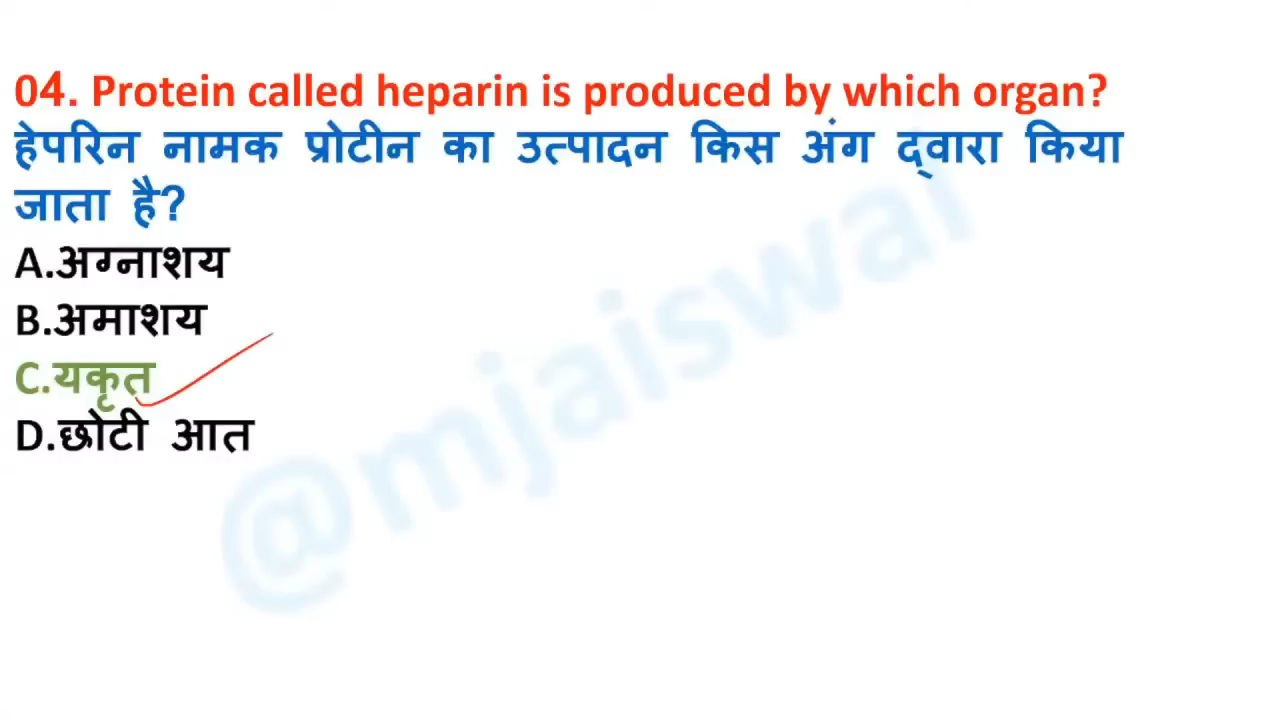 04. Protein called heparin is produced by which organ?
हेपरिन नामक प्रोटीन का उत्पादन किस अंग द्वारा किया
जाता है?
A.अग्नाशय
B.अमाशय
C.यकृत
D.छोटी आत
@mjaiswal